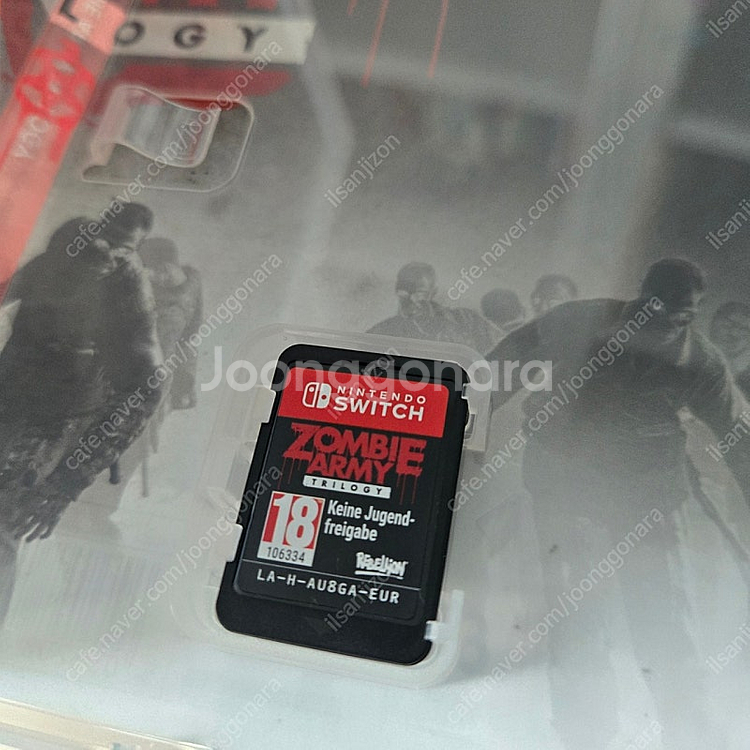 OGY
NINTENDO
SWITCH
ZOMBIE
ARMY
TRILOGY
18
106334
Keine Jugend-
freigabe
REBELLION
LA-H-AU8GA-EUR
Joonggonara
cafe.naver.com/joonggonara
ilsanjizon